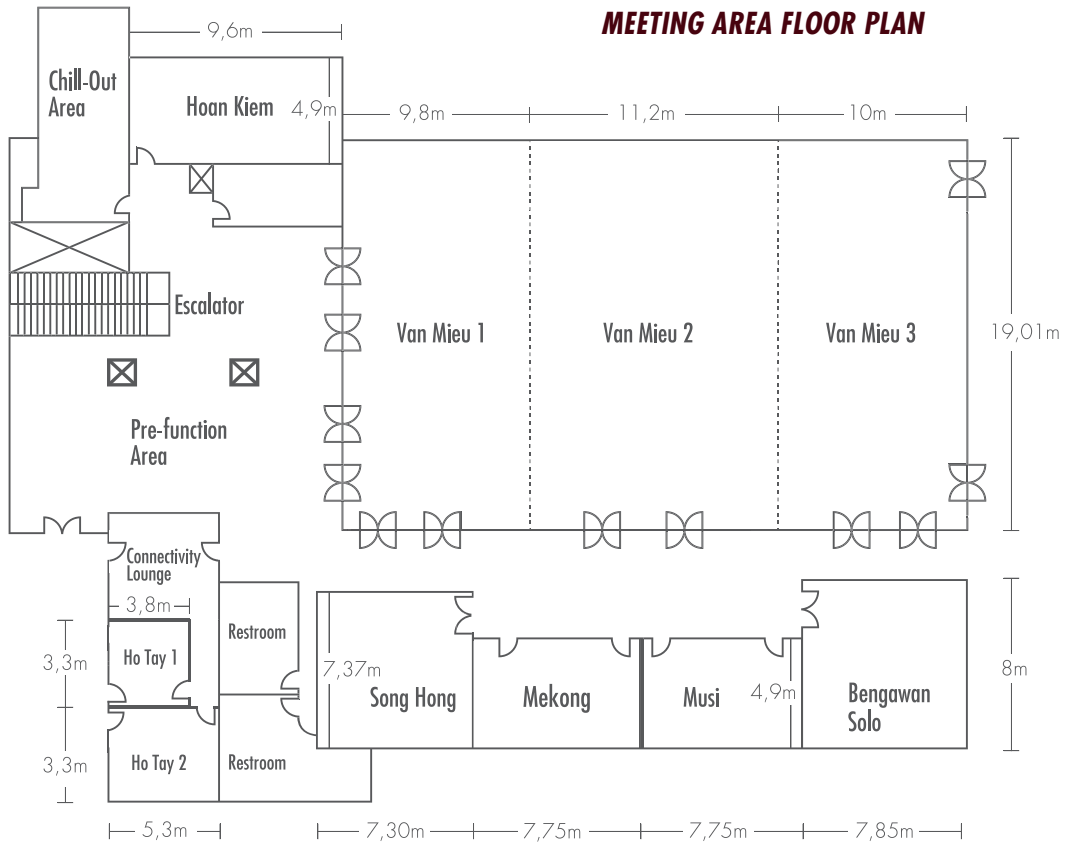 MEETING AREA FLOOR PLAN
9,6m
Chill-Out
Area
Hoan Kiem
4,9m
9,8m
11,2m
10m
Escalator
Van Mieu 1
Van Mieu 2
Van Mieu 3
19,01m
Pre-function
Area
Connectivity
Lounge
3,8m
Ho Tay 1
3,3m
Restroom
7,37m
Song Hong
Mekong
Musi
4,9m
Bengawan
Solo
8m
3,3m
Ho Tay 2
Restroom
5,3m
7,30m
7,75m
7,75m
7,85m